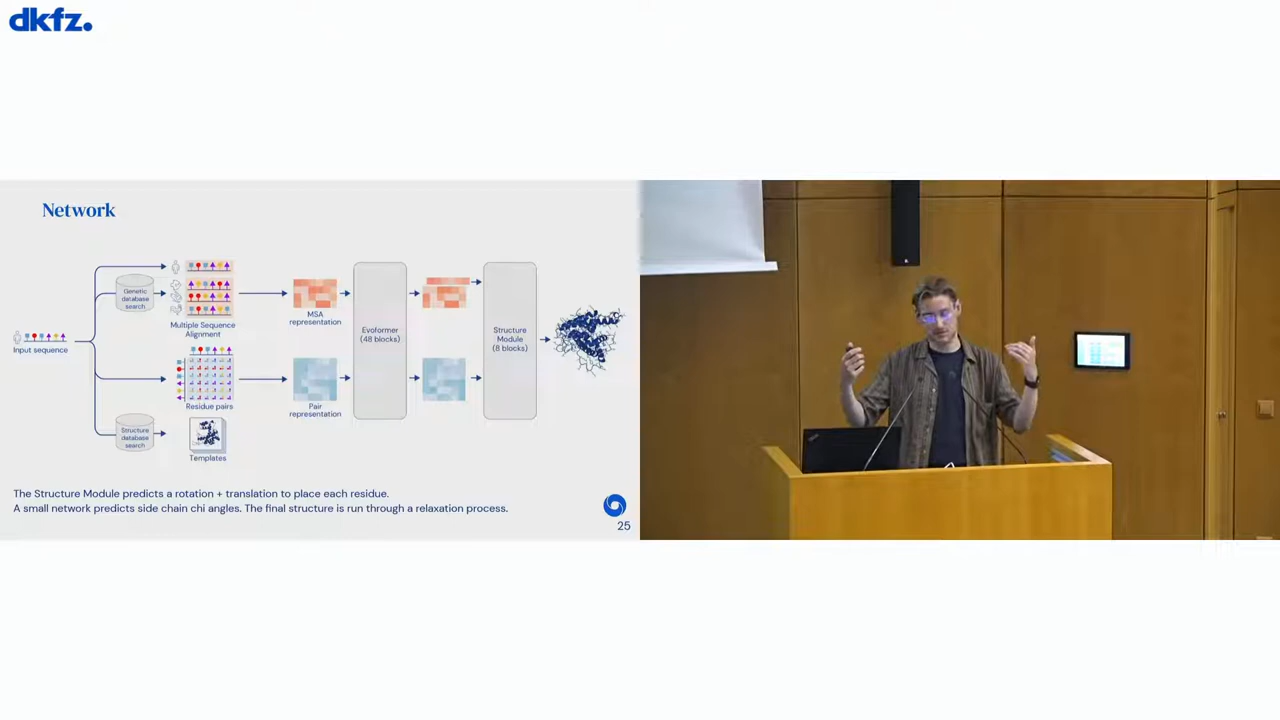 dkfz.
Network
Genetic
database
search
Multiple Sequence
Alignment
Input sequence
MSA
representation
Evoformer
(48 blocks)
Structure
Module
(8 blocks)
Residue pairs
Pair
representation
Structure
database
search
Templates
The Structure Module predicts a rotation + translation to place each residue.
A small network predicts side chain chi angles. The final structure is run through a relaxation process.
25